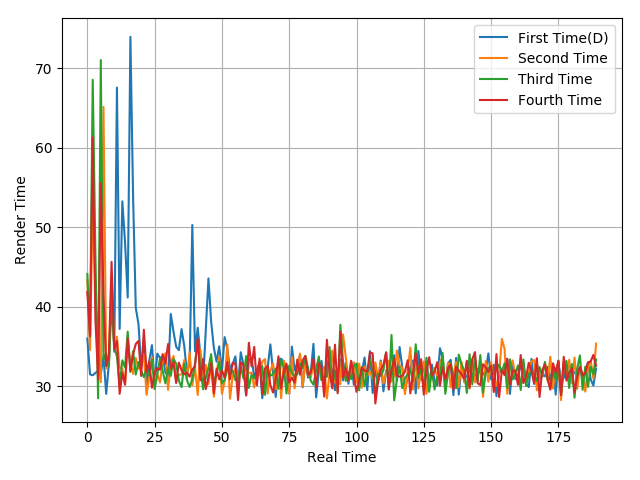 First Time(D)
Second Time
Third Time
Fourth Time
70
60
50
40
30
Render Time
0
25
50
75
100
125
150
175
Real Time